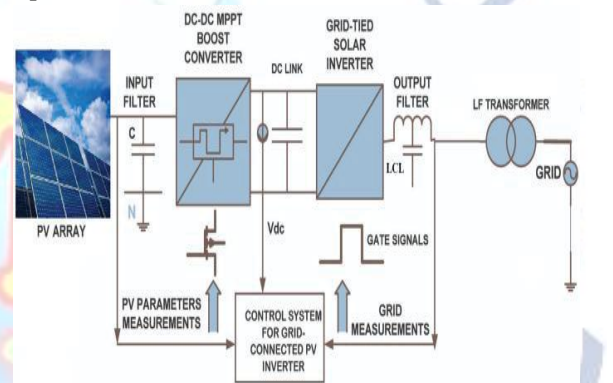 DC-DC MPPT
BOOST
CONVERTER
GRID-TIED
SOLAR
INVERTER
INPUT
FILTER
DC LINK
OUTPUT
FILTER
LF TRANSFORMER
C
LCL
GRID
N
PV ARRAY
Vdc
GATE SIGNALS
PV PARAMETERS
MEASUREMENTS
CONTROL SYSTEM
FOR GRID-
CONNECTED PV
INVERTER
GRID
MEASUREMENTS